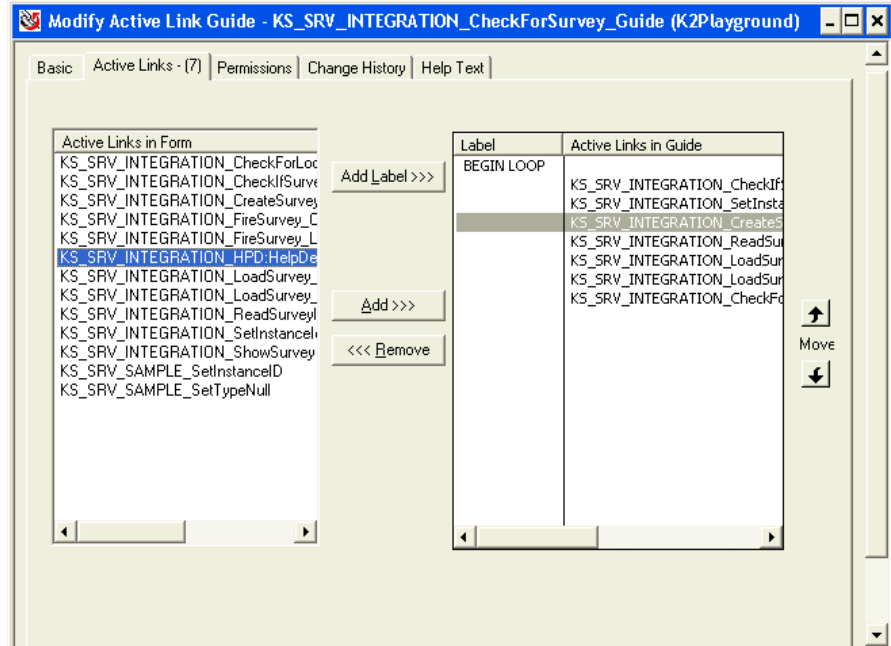 Modify Active Link Guide - KS_SRV_INTEGRATION_CheckForSurvey_Guide (K2Playground)
Basic Active Links - (7) Permissions Change History Help Text
Active Links in Form
KS_SRV_INTEGRATION_CheckForLoc
KS_SRV_INTEGRATION_CheckIfSurve
KS_SRV_INTEGRATION_CreateSurvey
KS_SRV_INTEGRATION_FireSurvey_C
KS_SRV_INTEGRATION_FireSurvey_L
KS_SRV_INTEGRATION_HPD:HelpDe
KS_SRV_INTEGRATION_LoadSurvey_
KS_SRV_INTEGRATION_LoadSurvey_
KS_SRV_INTEGRATION_ReadSurveyI
KS_SRV_INTEGRATION_SetInstanceI
KS_SRV_INTEGRATION_ShowSurvey
KS_SRV_SAMPLE_SetInstanceID
KS_SRV_SAMPLE_SetTypeNull
Add Label >>>
Add >>>
<<< Remove
Label Active Links in Guide
BEGIN LOOP
KS_SRV_INTEGRATION_CheckIfS
KS_SRV_INTEGRATION_SetInsta
KS_SRV_INTEGRATION_CreateS
KS_SRV_INTEGRATION_ReadSur
KS_SRV_INTEGRATION_LoadSur
KS_SRV_INTEGRATION_LoadSur
KS_SRV_INTEGRATION_CheckFo
Move